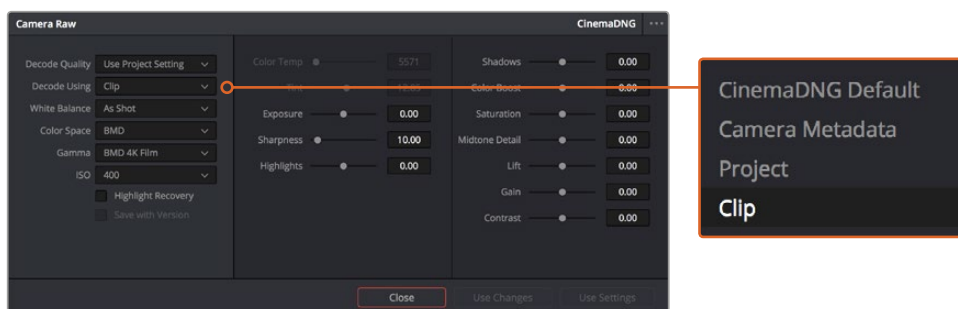 Camera Raw
CinemaDNG
Decode Quality Use Project Setting
Decode Using Clip
White Balance As Shot
Color Space BMD
Gamma BMD 4K Film
ISO 400
Highlight Recovery
Save with Version
Color Temp 5571
Tint
Exposure 0.00
Sharpness 10.00
Highlights 0.00
Shadows 0.00
Color Boost 0.00
Saturation 0.00
Midtone Detail 0.00
Lift 0.00
Gain 0.00
Contrast 0.00
Close Use Changes Use Settings
CinemaDNG Default
Camera Metadata
Project
Clip